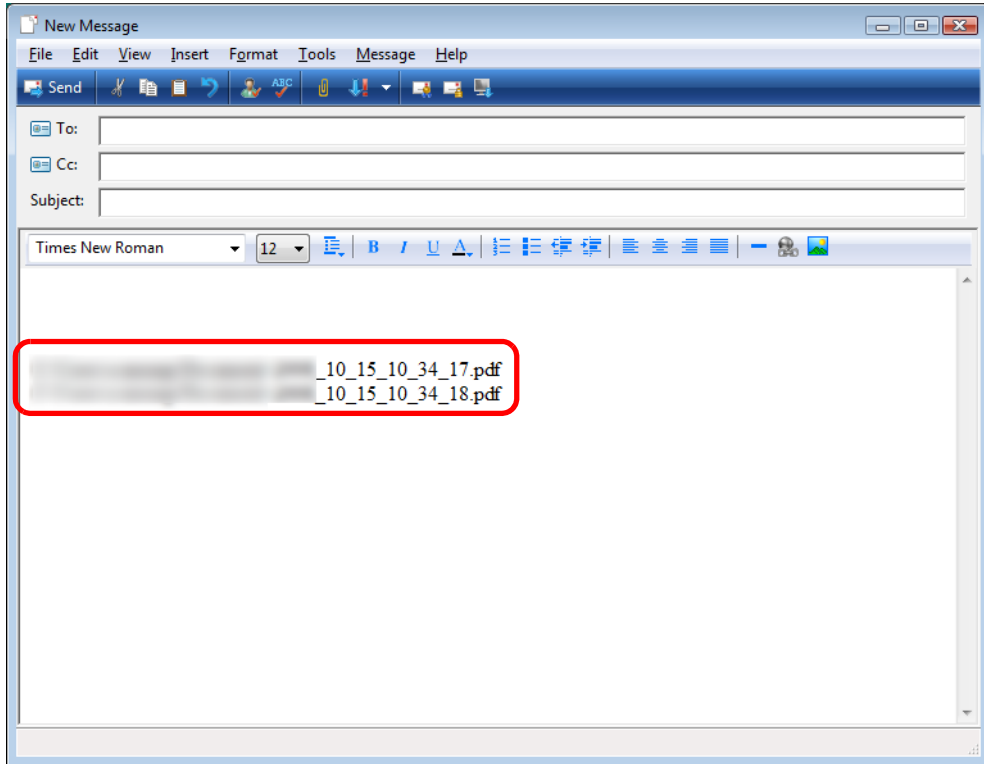 New Message
File Edit View Insert Format Tools Message Help
Send ABC
To:
Cc:
Subject:
Times New Roman 12 B I U A
_10_15_10_34_17.pdf
_10_15_10_34_18.pdf